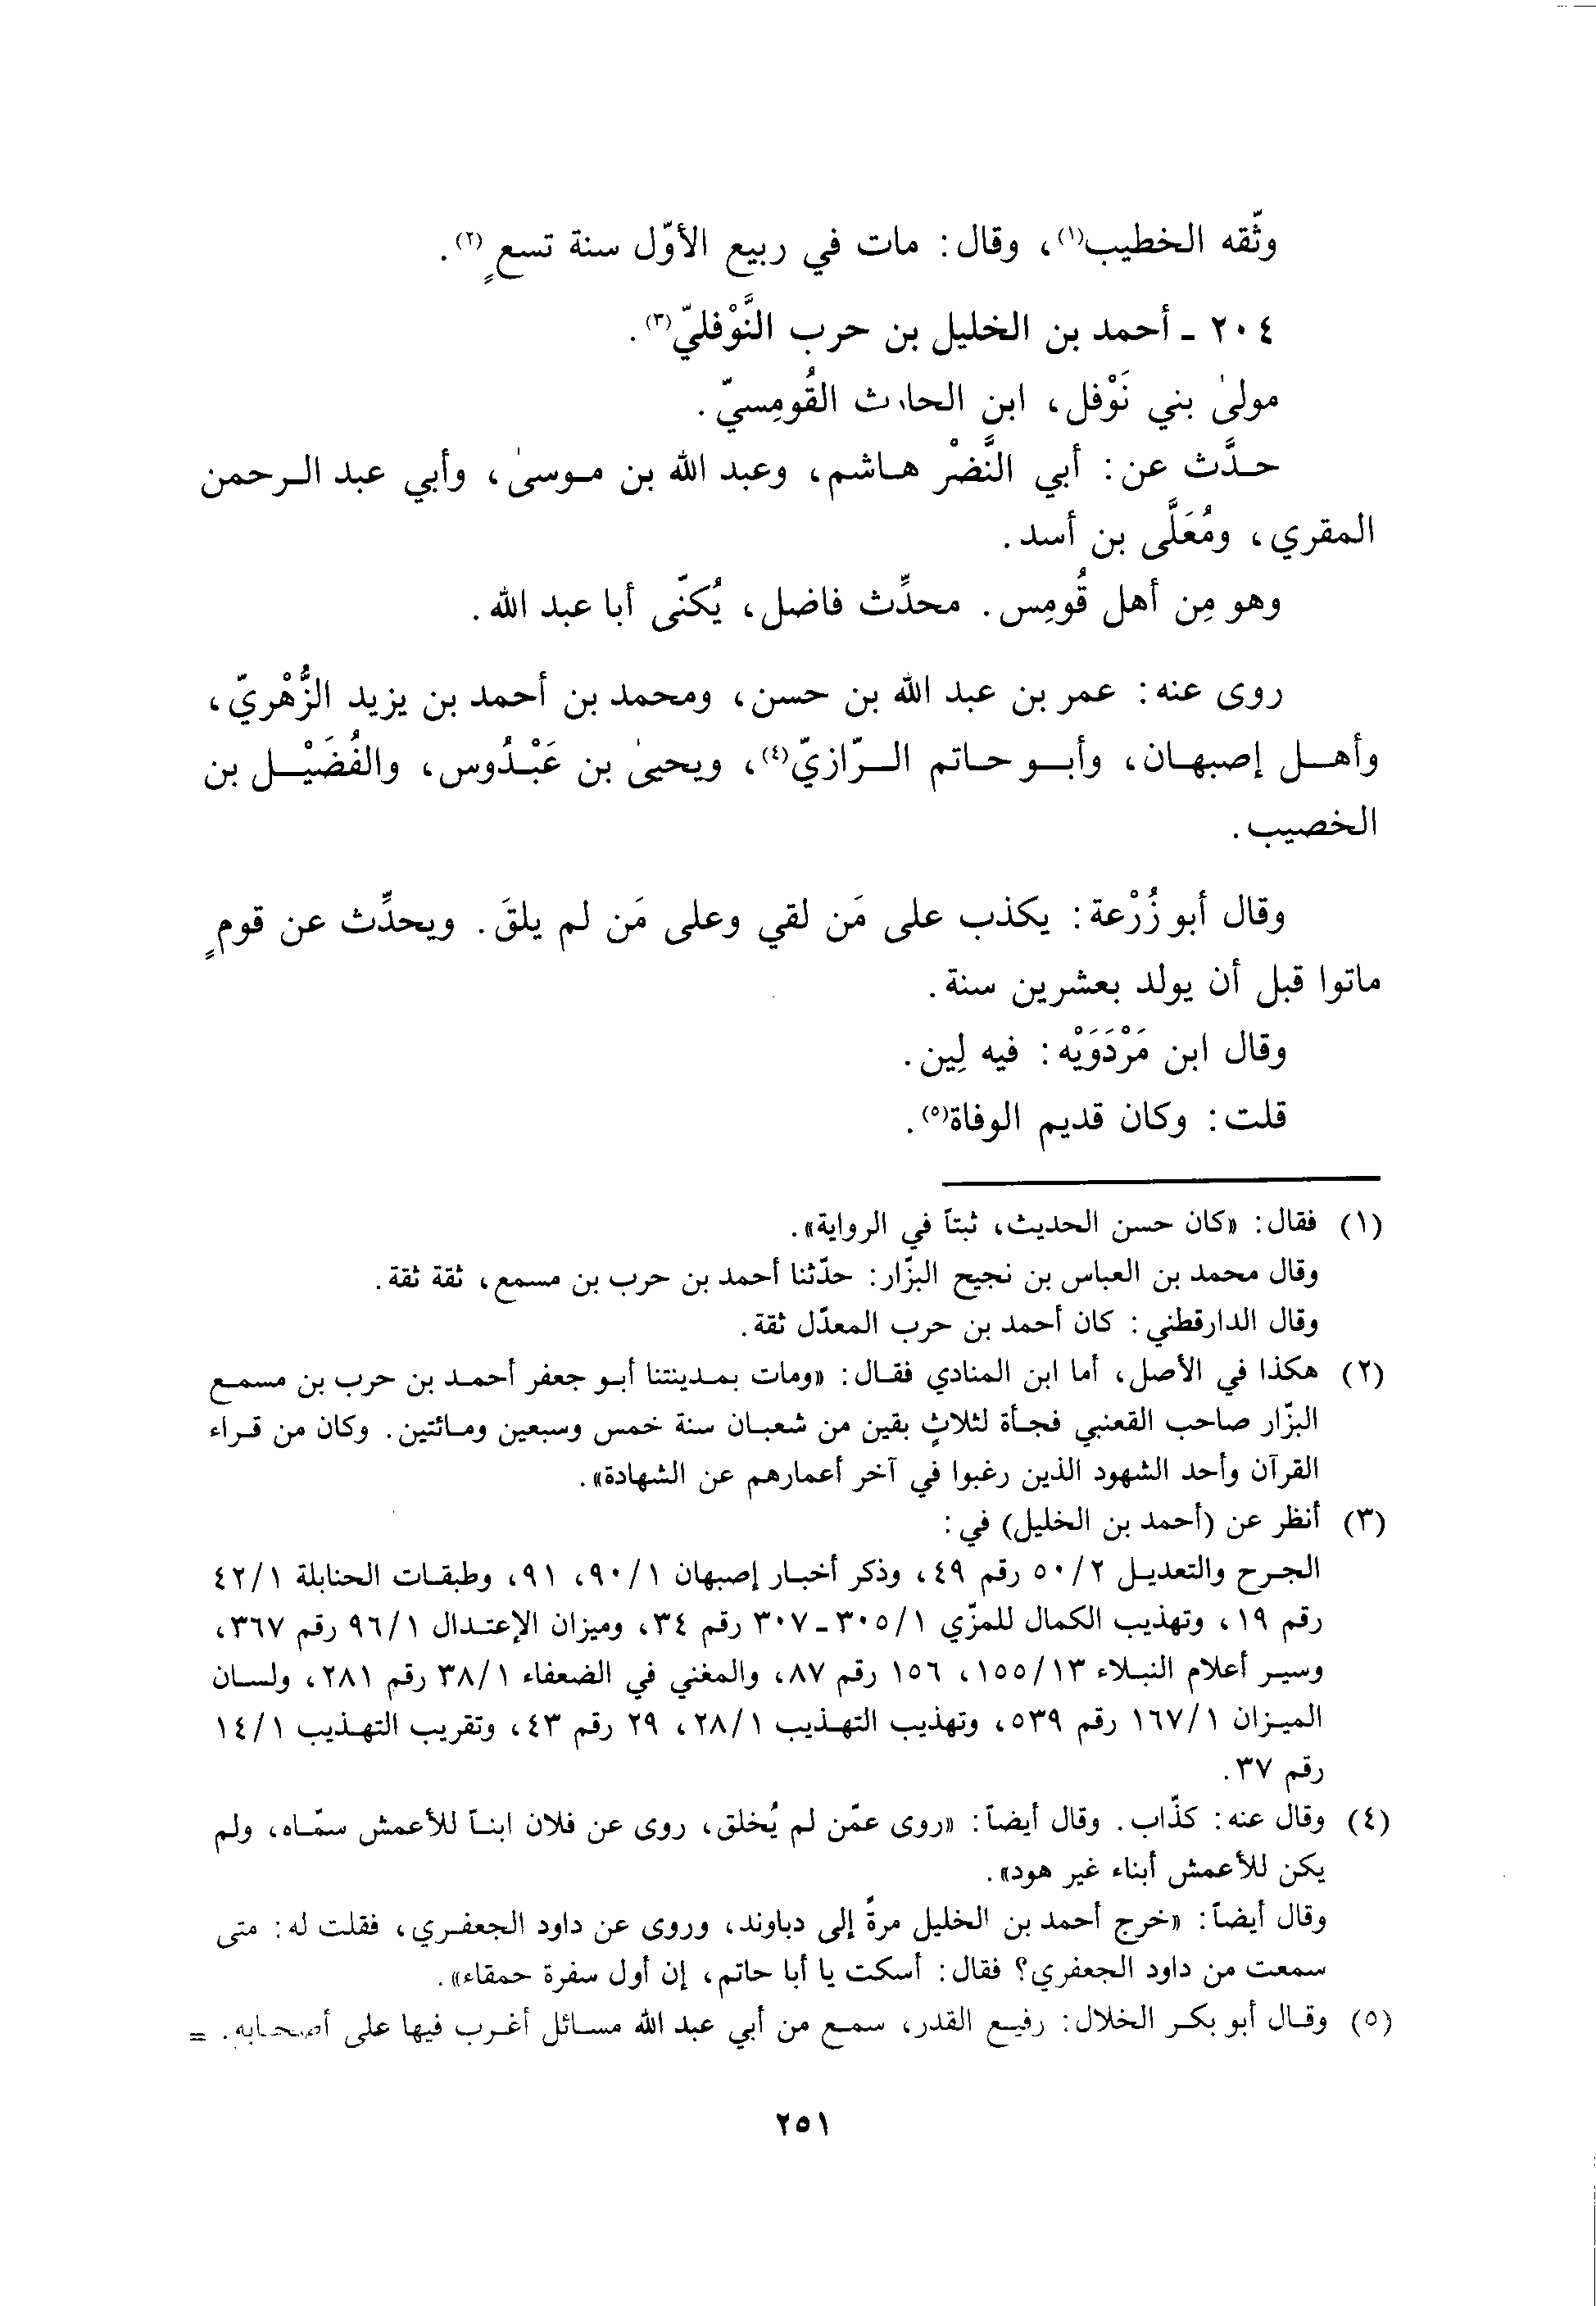 وثّقه الخطيب(١)، وقال: مات في ربيع الأوّل سنة تسعٍ(٢).
٢٠٤ - أحمد بن الخليل بن حرب النَّوْفليّ(٣).
مولىٰ بني نَوْفل، ابن الحارث القُومِسيّ.
حدَّث عن: أبي النَّضْر هاشم، وعبد الله بن موسىٰ، وأبي عبد الرحمن
المقري، ومُعَلَّى بن أسد.
وهو مِن أهل قُومِس. محدِّث فاضل، يُكنّى أبا عبد الله.
روى عنه: عمر بن عبد الله بن حسن، ومحمد بن أحمد بن يزيد الزُّهْريّ،
وأهل إصبهان، وأبو حاتم الرّازيّ(٤)، ويحيىٰ بن عَبْدُوس، والفُضَيْل بن
الخصيب.
وقال أبو زُرْعة: يكذب على مَن لقي وعلى مَن لم يلقَ. ويحدِّث عن قومٍ
ماتوا قبل أن يولد بعشرين سنة.
وقال ابن مَرْدَوَيْه: فيه لِين.
قلت: وكان قديم الوفاة(٥).
(١) فقال: «كان حسن الحديث، ثبتاً في الرواية».
وقال محمد بن العباس بن نجيح البزّار: حدّثنا أحمد بن حرب بن مسمع، ثقة ثقة.
وقال الدارقطني: كان أحمد بن حرب المعدّل ثقة.
(٢) هكذا في الأصل، أما ابن المنادي فقال: «ومات بمدينتنا أبو جعفر أحمد بن حرب بن مسمع
البزّار صاحب القعنبي فجأة لثلاثٍ بقين من شعبان سنة خمس وسبعين ومائتين. وكان من قراء
القرآن وأحد الشهود الذين رغبوا في آخر أعمارهم عن الشهادة».
(٣) أنظر عن (أحمد بن الخليل) في:
الجرح والتعديل ٥٠/٢ رقم ٤٩، وذكر أخبار إصبهان ٩٠/١، ٩١، وطبقات الحنابلة ٤٢/١
رقم ١٩، وتهذيب الكمال للمزّي ٣٠٥/١ - ٣٠٧ رقم ٣٤، وميزان الإعتدال ٩٦/١ رقم ٣٦٧،
وسير أعلام النبلاء ١٥٥/١٣، ١٥٦ رقم ٨٧، والمغني في الضعفاء ٣٨/١ رقم ٢٨١، ولسان
الميزان ١٦٧/١ رقم ٥٣٩، وتهذيب التهذيب ٢٨/١، ٢٩ رقم ٤٣، وتقريب التهذيب ١٤/١
رقم ٣٧.
(٤) وقال عنه: كذّاب. وقال أيضاً: «روى عمّن لم يُخلق، روى عن فلان ابناً للأعمش سمّاه، ولم
يكن للأعمش أبناء غير هود».
وقال أيضاً: «خرج أحمد بن الخليل مرةً إلى دباوند، وروى عن داود الجعفري، فقلت له: متى
سمعت من داود الجعفري؟ فقال: أسكت يا أبا حاتم، إن أول سفرة حمقاء».
(٥) وقال أبو بكر الخلال: رفيع القدر، سمع من أبي عبد الله مسائل أغرب فيها على أصحابه. =
٢٥١